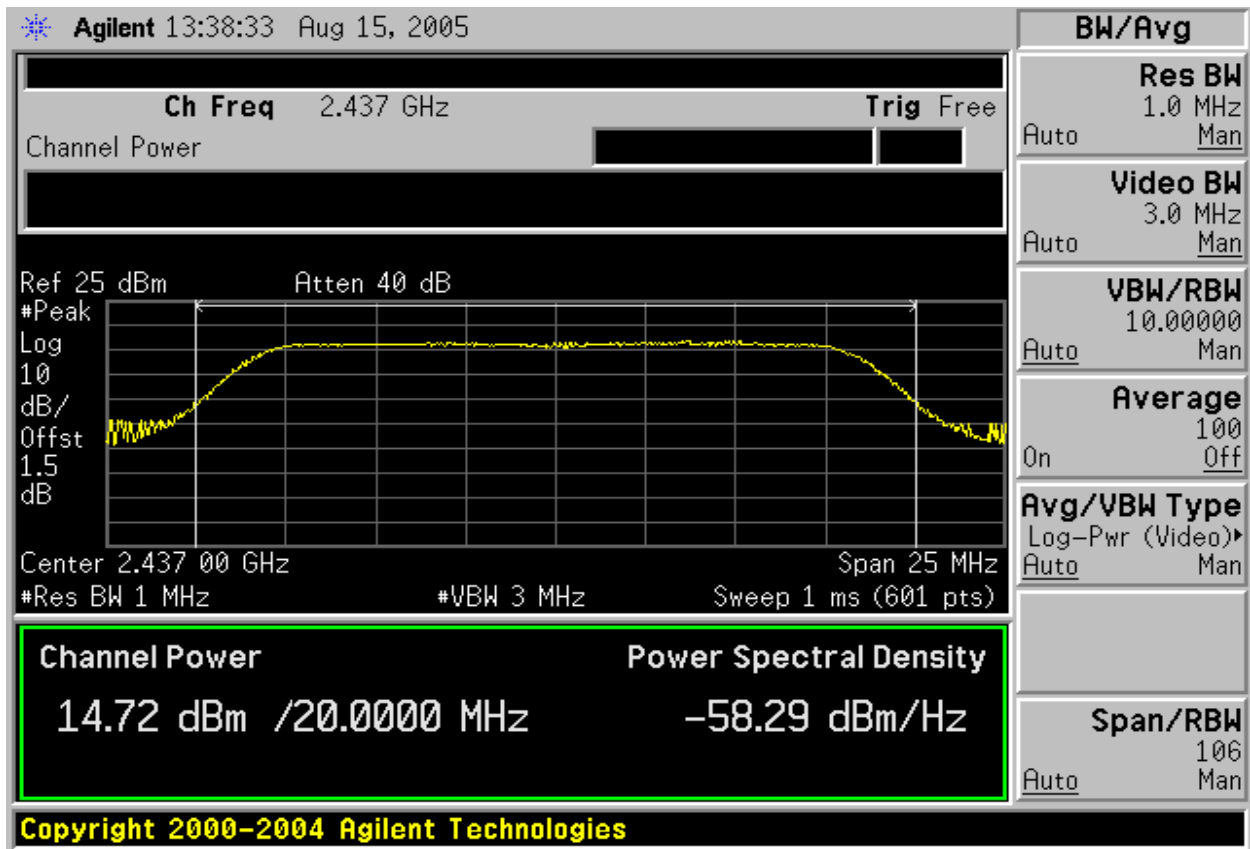 Agilent 13:38:33 Aug 15, 2005
Ch Freq 2.437 GHz Trig Free
Channel Power
Ref 25 dBm Atten 40 dB
#Peak
Log
10
dB/
Offst
1.5
dB
Center 2.437 00 GHz Span 25 MHz
#Res BW 1 MHz #VBW 3 MHz Sweep 1 ms (601 pts)
Channel Power Power Spectral Density
14.72 dBm /20.0000 MHz -58.29 dBm/Hz
Copyright 2000-2004 Agilent Technologies
BW/Avg
Res BW
1.0 MHz
Auto Man
Video BW
3.0 MHz
Auto Man
VBW/RBW
10.00000
Auto Man
Average
100
On Off
Avg/VBW Type
Log-Pwr (Video)
Auto Man
Span/RBW
106
Auto Man